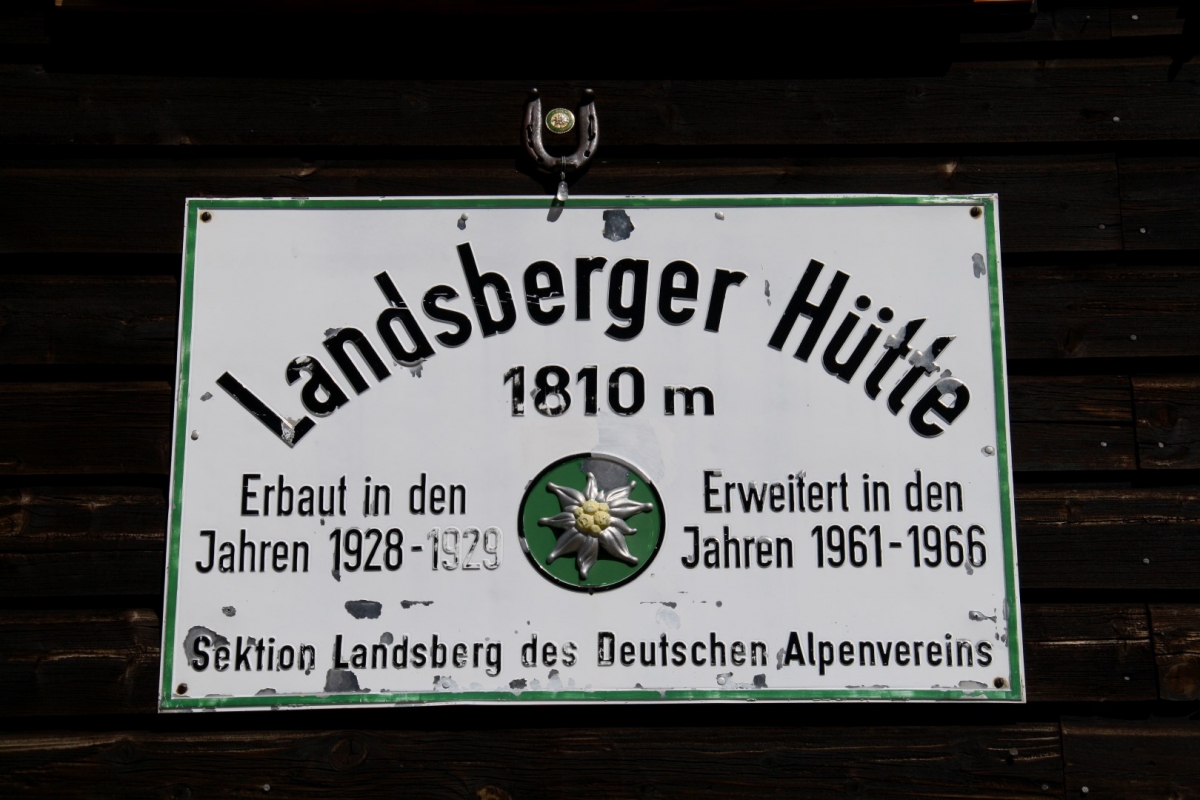 Landsberger Hütte
1810 m
Erbaut in den
Jahren 1928-1929
Erweitert in den
Jahren 1961-1966
Sektion Landsberg des Deutschen Alpenvereins